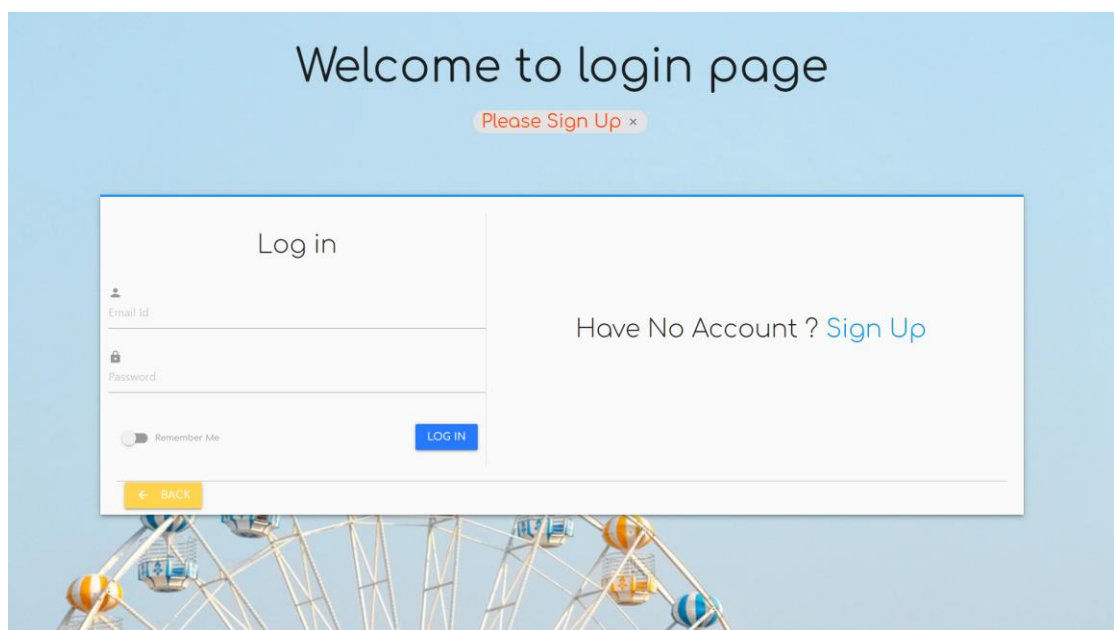 Welcome to login page
Please Sign Up ×
Log in
Email Id
Password
Remember Me
LOG IN
Have No Account ? Sign Up
← BACK